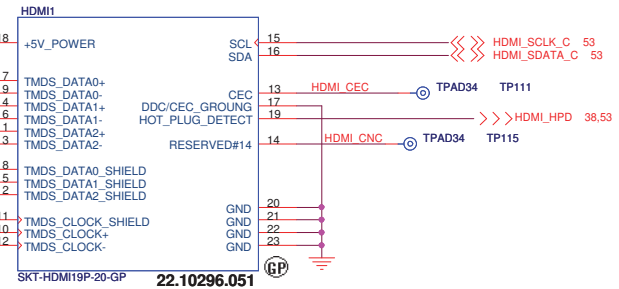 HDMI1
18 +5V_POWER SCL 15 HDMI_SCLK_C 53
SDA 16 HDMI_SDATA_C 53
7 TMDS_DATA0+
9 TMDS_DATA0- CEC 13 HDMI_CEC TPAD34 TP111
4 TMDS_DATA1+ DDC/CEC_GROUNG 17
6 TMDS_DATA1- HOT_PLUG_DETECT 19 HDMI_HPD 38,53
1 TMDS_DATA2+
3 TMDS_DATA2- RESERVED#14 14 HDMI_CNC TPAD34 TP115
8 TMDS_DATA0_SHIELD
5 TMDS_DATA1_SHIELD
2 TMDS_DATA2_SHIELD
GND 20
11 TMDS_CLOCK_SHIELD GND 21
10 TMDS_CLOCK+ GND 22
12 TMDS_CLOCK- GND 23
SKT-HDMI19P-20-GP 22.10296.051 GP